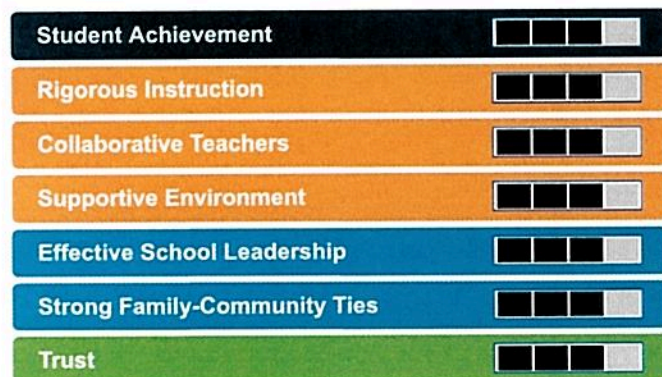 Student Achievement
Rigorous Instruction
Collaborative Teachers
Supportive Environment
Effective School Leadership
Strong Family-Community Ties
Trust